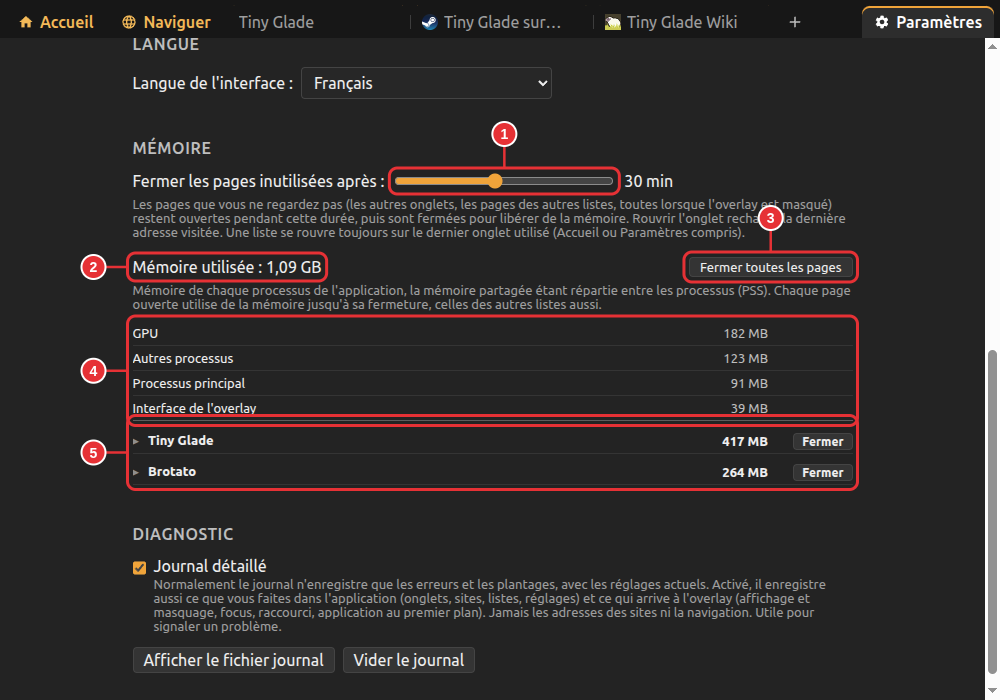 Accueil
Naviguer
Tiny Glade
Tiny Glade sur…
Tiny Glade Wiki
+
Paramètres
LANGUE
Langue de l'interface :
Français
MÉMOIRE
1
Fermer les pages inutilisées après :
30 min
Les pages que vous ne regardez pas (les autres onglets, les pages des autres listes, toutes lorsque l'overlay est masqué)
restent ouvertes pendant cette durée, puis sont fermées pour libérer de la mémoire. Rouvrir l'onglet la dernière
adresse visitée. Une liste se rouvre toujours sur le dernier onglet utilisé (Accueil ou Paramètres compris).
3
2
Mémoire utilisée : 1,09 GB
Fermer toutes les pages
Mémoire de chaque processus de l'application, la mémoire partagée étant répartie entre les processus (PSS). Chaque page
ouverte utilise de la mémoire jusqu'à sa fermeture, celles des autres listes aussi.
GPU
182 MB
Autres processus
123 MB
4
Processus principal
91 MB
Interface de l'overlay
39 MB
5
Tiny Glade
417 MB
Fermer
Brotato
264 MB
Fermer
DIAGNOSTIC
Journal détaillé
Normalement le journal n'enregistre que les erreurs et les plantages, avec les réglages actuels. Activé, il enregistre
aussi ce que vous faites dans l'application (onglets, sites, listes, réglages) et ce qui arrive à l'overlay (affichage et
masquage, focus, raccourci, application au premier plan). Jamais les adresses des sites ni la navigation. Utile pour
signaler un problème.
Afficher le fichier journal
Vider le journal